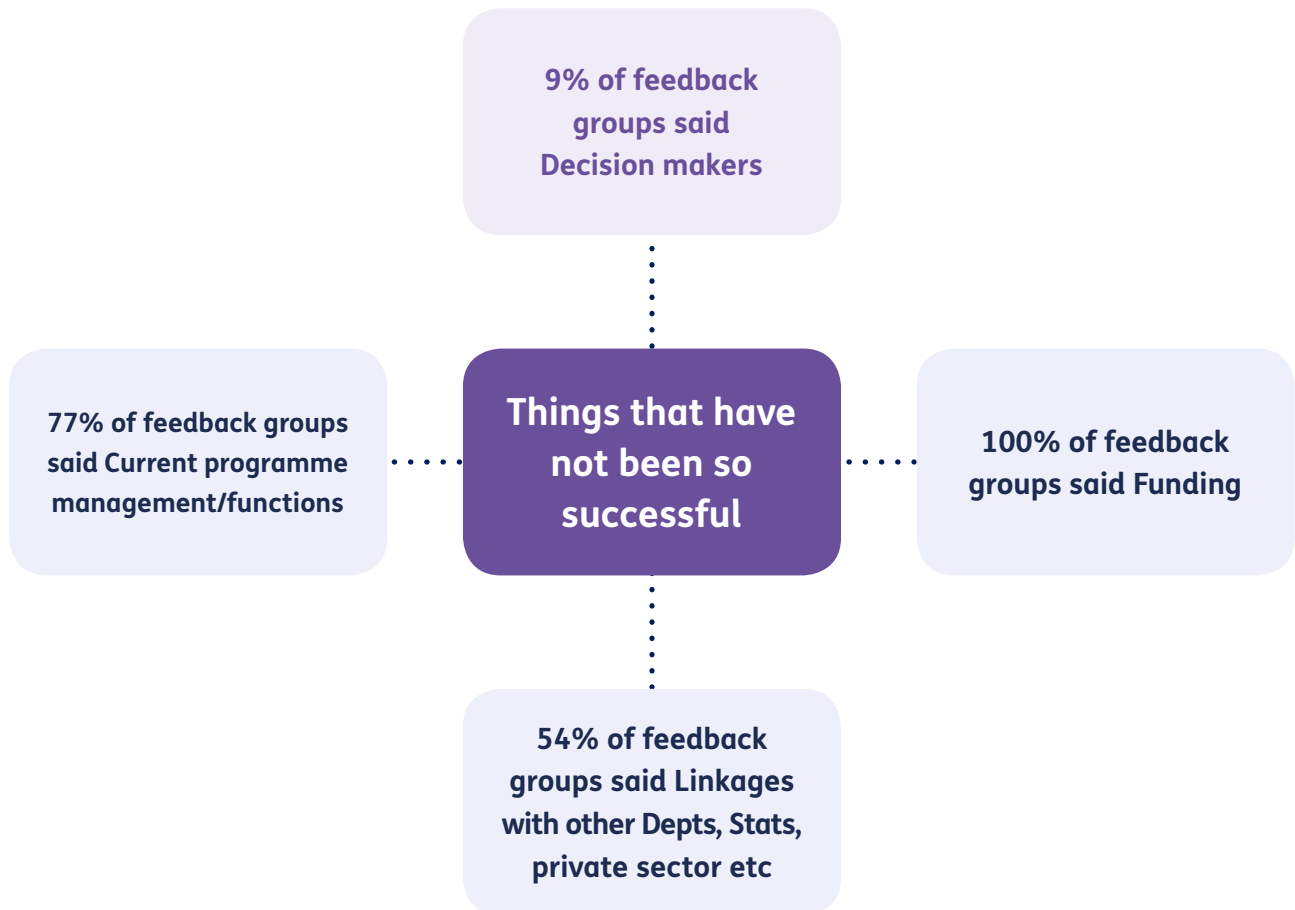 9% of feedback
groups said
Decision makers
77% of feedback groups
said Current programme
management/functions
Things that have
not been so
successful
100% of feedback
groups said Funding
54% of feedback
groups said Linkages
with other Depts, Stats,
private sector etc